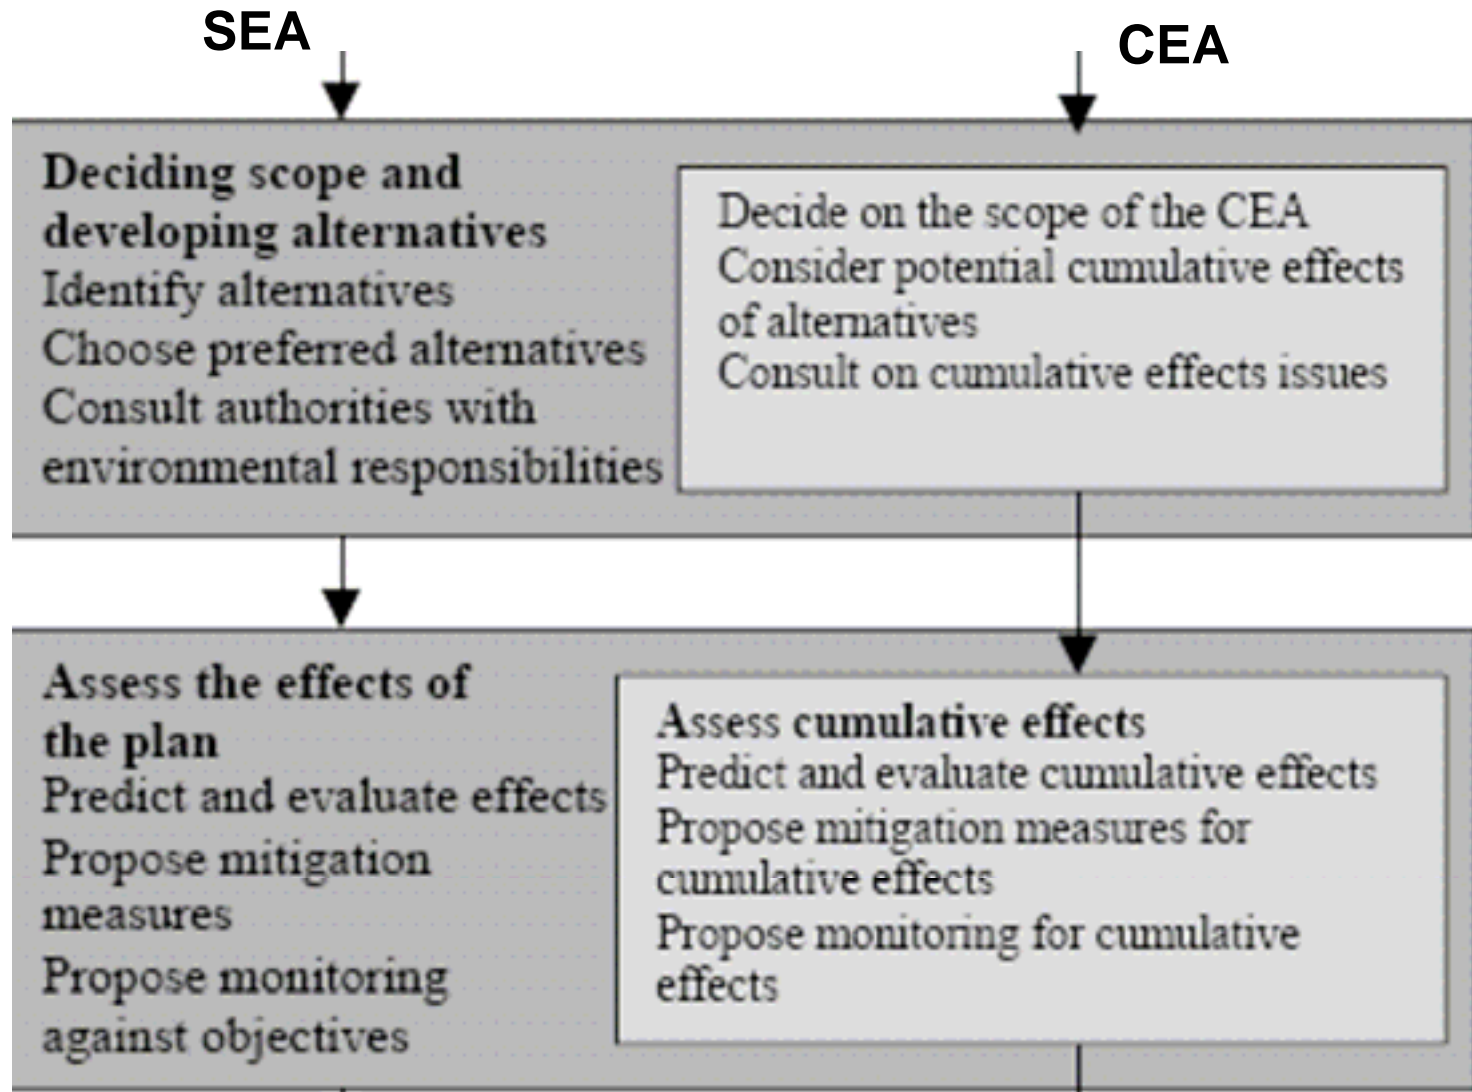 SEA
CEA
Deciding scope and
developing alternatives
Identify alternatives
Choose preferred alternatives
Consult authorities with
environmental responsibilities
Decide on the scope of the CEA
Consider potential cumulative effects
of alternatives
Consult on cumulative effects issues
Assess the effects of
the plan
Predict and evaluate effects
Propose mitigation
measures
Propose monitoring
against objectives
Assess cumulative effects
Predict and evaluate cumulative effects
Propose mitigation measures for
cumulative effects
Propose monitoring for cumulative
effects